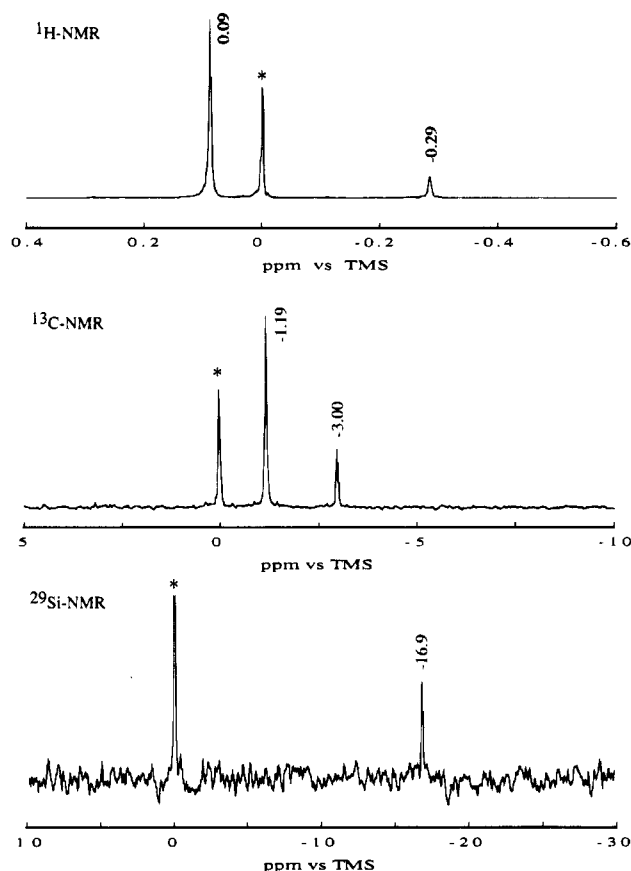 ¹H-NMR
0.09
*
-0.29
0.4 0.2 0 -0.2 -0.4 -0.6
ppm vs TMS
¹³C-NMR
*
-1.19
-3.00
5 0 -5 -10
ppm vs TMS
²⁹Si-NMR
*
-16.9
10 0 -10 -20 -30
ppm vs TMS